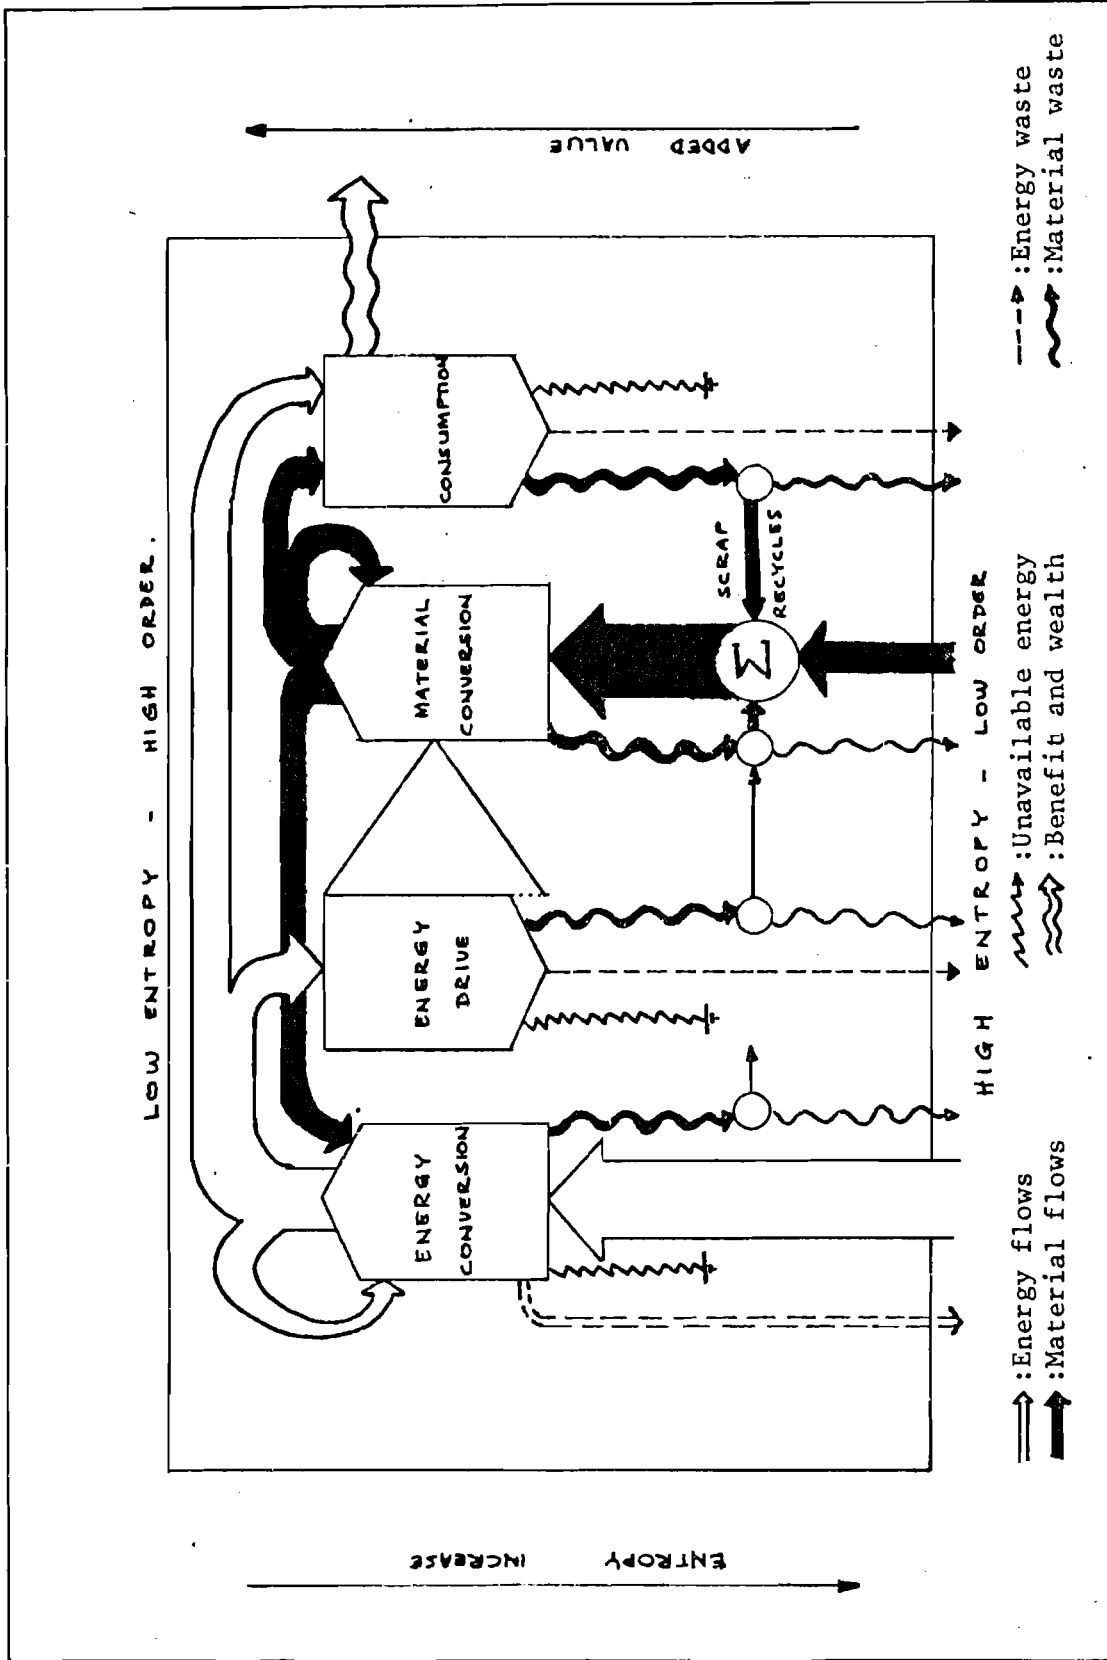 LOW ENTROPY - HIGH ORDER.
ENTROPY INCREASE
ADDED VALUE
ENERGY
CONVERSION
ENERGY
DRIVE
MATERIAL
CONVERSION
CONSUMPTION
SCRAP
RECYCLES
Σ
HIGH ENTROPY - LOW ORDER
:Energy flows
:Material flows
:Unavailable energy
:Benefit and wealth
:Energy waste
:Material waste